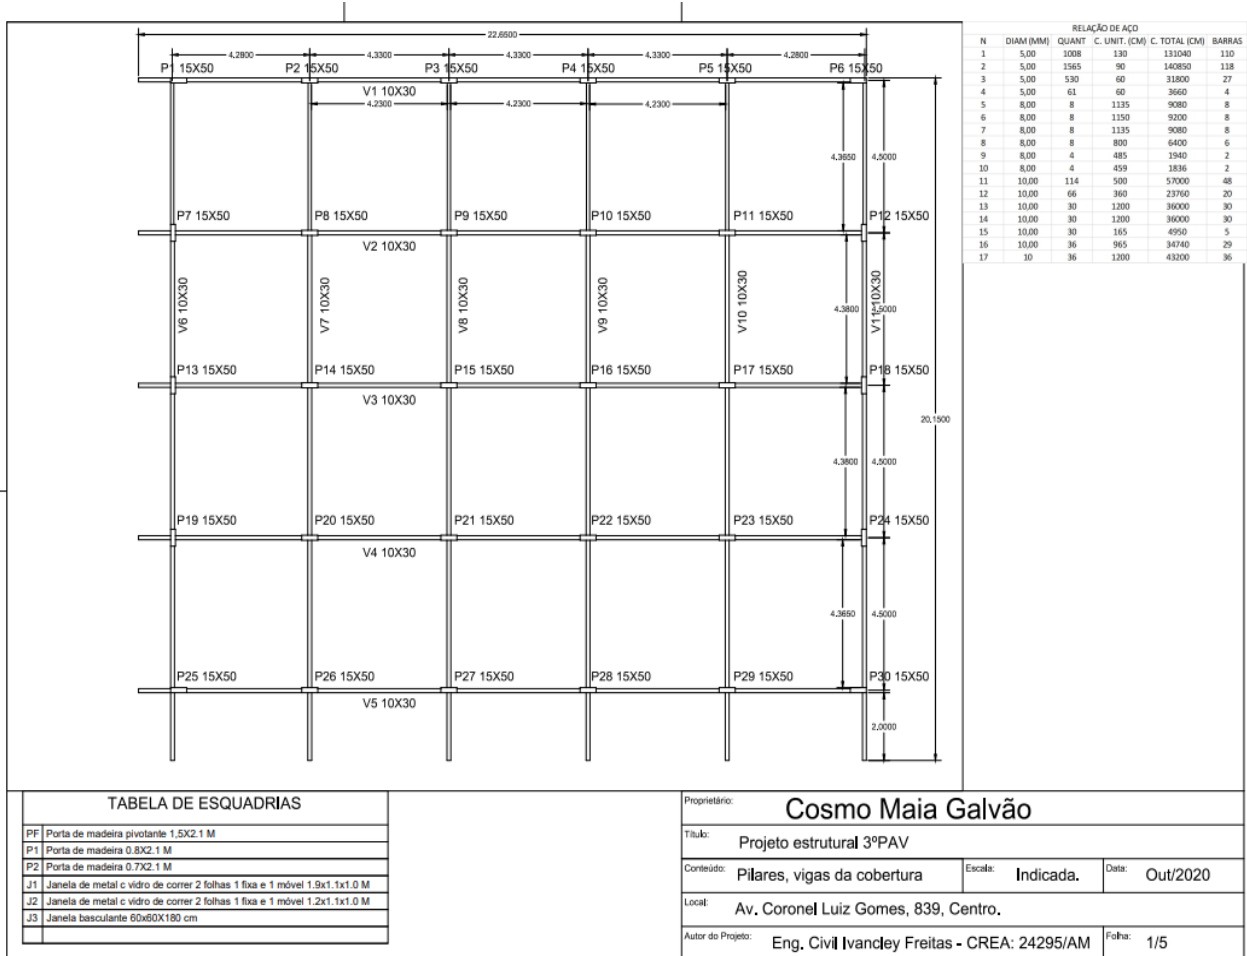 22.6500
4.2800 4.3300 4.3300 4.3300 4.2800
P1 15X50 P2 15X50 P3 15X50 P4 15X50 P5 15X50 P6 15X50
V1 10X30
4.2300 4.2300 4.2300
4.3650 4.5000
P7 15X50 P8 15X50 P9 15X50 P10 15X50 P11 15X50 P12 15X50
V2 10X30
V6 10X30 V7 10X30 V8 10X30 V9 10X30 V10 10X30 V11 10X30
4.3800 4.5000
P13 15X50 P14 15X50 P15 15X50 P16 15X50 P17 15X50 P18 15X50
V3 10X30
20.1500
4.3800 4.5000
P19 15X50 P20 15X50 P21 15X50 P22 15X50 P23 15X50 P24 15X50
V4 10X30
4.3650 4.5000
P25 15X50 P26 15X50 P27 15X50 P28 15X50 P29 15X50 P30 15X50
V5 10X30
2.0000
RELAÇÃO DE AÇO
N DIAM (MM) QUANT C. UNIT. (CM) C. TOTAL (CM) BARRAS
1 5,00 1008 130 131040 110
2 5,00 1565 90 140850 118
3 5,00 530 60 31800 27
4 5,00 61 60 3660 4
5 8,00 8 1135 9080 8
6 8,00 8 1150 9200 8
7 8,00 8 1135 9080 8
8 8,00 8 800 6400 6
9 8,00 4 485 1940 2
10 8,00 4 459 1836 2
11 10,00 114 500 57000 48
12 10,00 66 360 23760 20
13 10,00 30 1200 36000 30
14 10,00 30 1200 36000 30
15 10,00 30 165 4950 5
16 10,00 36 965 34740 29
17 10 36 1200 43200 36
TABELA DE ESQUADRIAS
PF Porta de madeira pivotante 1,5X2.1 M
P1 Porta de madeira 0.8X2.1 M
P2 Porta de madeira 0.7X2.1 M
J1 Janela de metal c vidro de correr 2 folhas 1 fixa e 1 móvel 1.9x1.1x1.0 M
J2 Janela de metal c vidro de correr 2 folhas 1 fixa e 1 móvel 1.2x1.1x1.0 M
J3 Janela basculante 60x60X180 cm
Proprietário: Cosmo Maia Galvão
Título: Projeto estrutural 3ºPAV
Conteúdo: Pilares, vigas da cobertura Escala: Indicada. Data: Out/2020
Local: Av. Coronel Luiz Gomes, 839, Centro.
Autor do Projeto: Eng. Civil Ivancley Freitas - CREA: 24295/AM Folha: 1/5